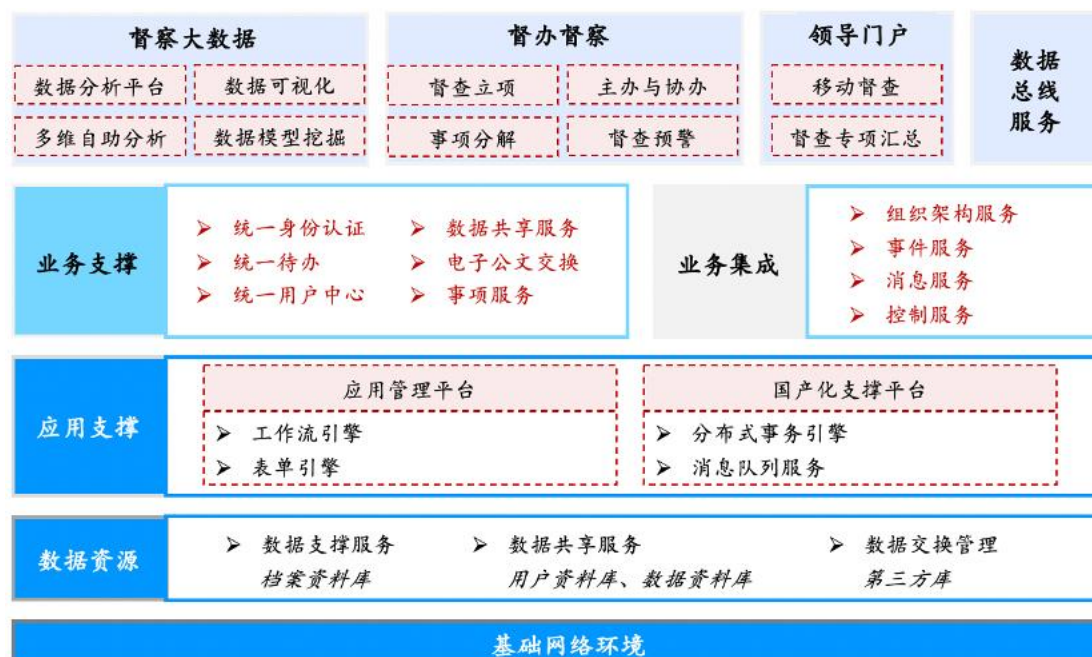 督察大数据
数据分析平台 数据可视化
多维自助分析 数据模型挖掘
督办督察
督查立项 主办与协办
事项分解 督查预警
领导门户
移动督查
督查专项汇总
数据
总线
服务
业务支撑
➢ 统一身份认证 ➢ 数据共享服务
➢ 统一待办 ➢ 电子公文交换
➢ 统一用户中心 ➢ 事项服务
业务集成
➢ 组织架构服务
➢ 事件服务
➢ 消息服务
➢ 控制服务
应用支撑
应用管理平台
➢ 工作流引擎
➢ 表单引擎
国产化支撑平台
➢ 分布式事务引擎
➢ 消息队列服务
数据资源
➢ 数据支撑服务 ➢ 数据共享服务 ➢ 数据交换管理
档案资料库 用户资料库、数据资料库 第三方库
基础网络环境